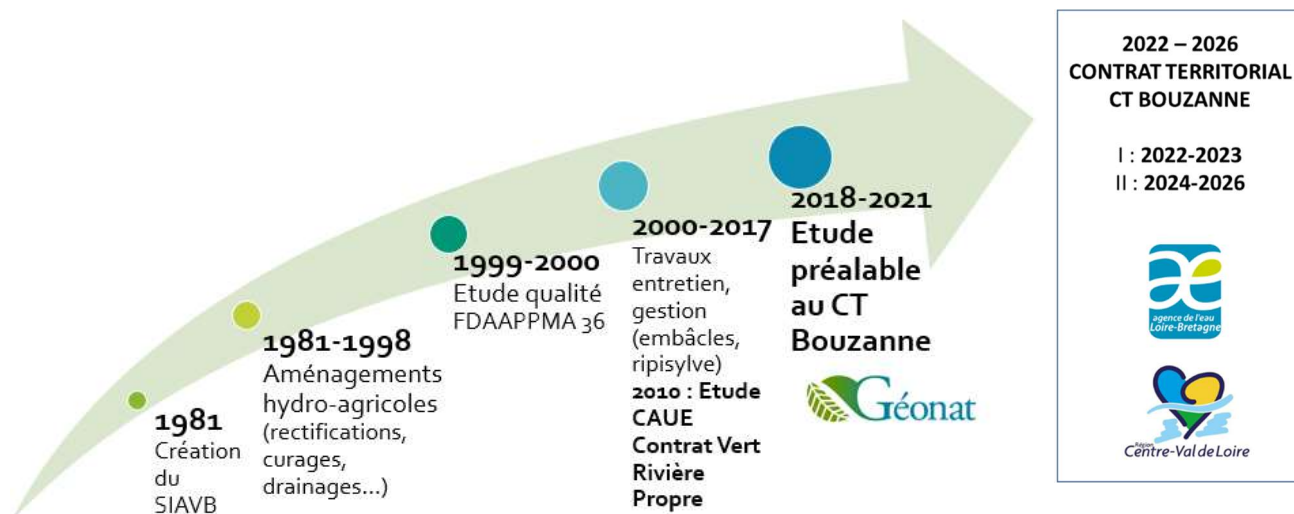 1981
Création
du
SIAVB
1981-1998
Aménagements
hydro-agricoles
(rectifications,
curages,
drainages...)
1999-2000
Etude qualité
FDAAPPMA 36
2000-2017
Travaux
entretien,
gestion
(embâcles,
ripisylve)
2010 : Etude
CAUE
Contrat Vert
Rivière
Propre
2018-2021
Etude
préalable
au CT
Bouzanne
Géonat
2022 – 2026
CONTRAT TERRITORIAL
CT BOUZANNE
I : 2022-2023
II : 2024-2026
æ
agence de l'eau
Loire-Bretagne
Région
Centre-Val de Loire